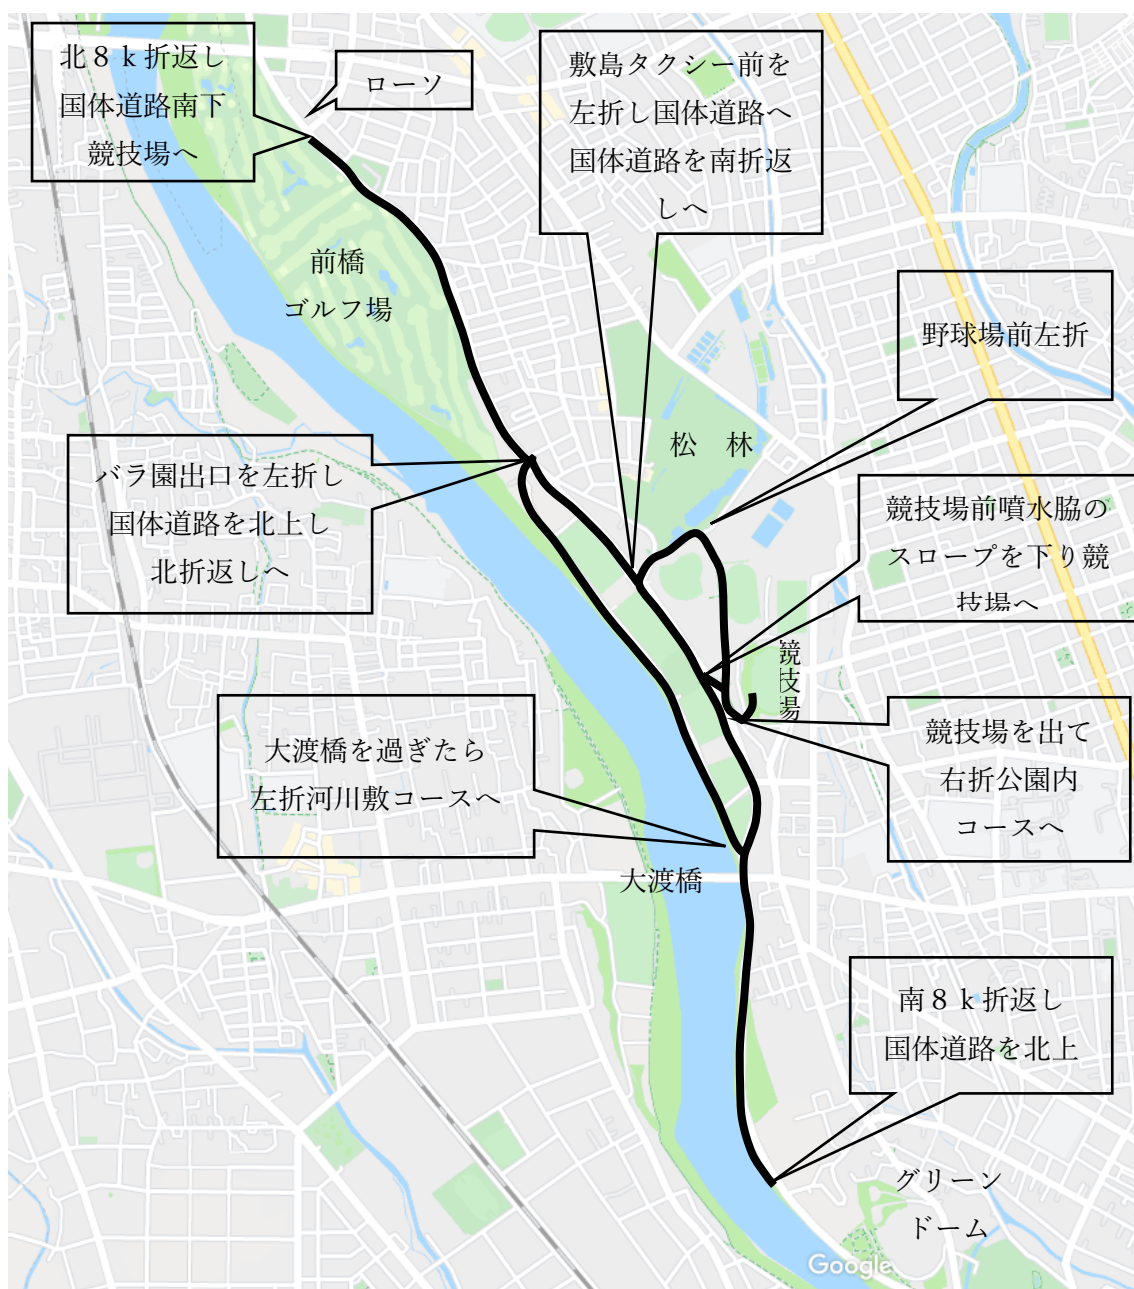 北８ｋ折返し
国体道路南下
競技場へ
ローソ
敷島タクシー前を
左折し国体道路へ
国体道路を南折返
しへ
前橋
ゴルフ場
野球場前左折
松　林
バラ園出口を左折し
国体道路を北上し
北折返しへ
競技場前噴水脇の
スロープを下り競
技場へ
競技場
大渡橋を過ぎたら
左折河川敷コースへ
競技場を出て
右折公園内
コースへ
大渡橋
南８ｋ折返し
国体道路を北上
グリーン
ドーム
Google